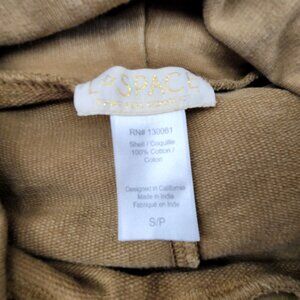 L*SPACE
RN# 130061
Shell / Coquille
100% Cotton /
Coton
Designed in California
Made in India
Fabriqué en Inde
S/P